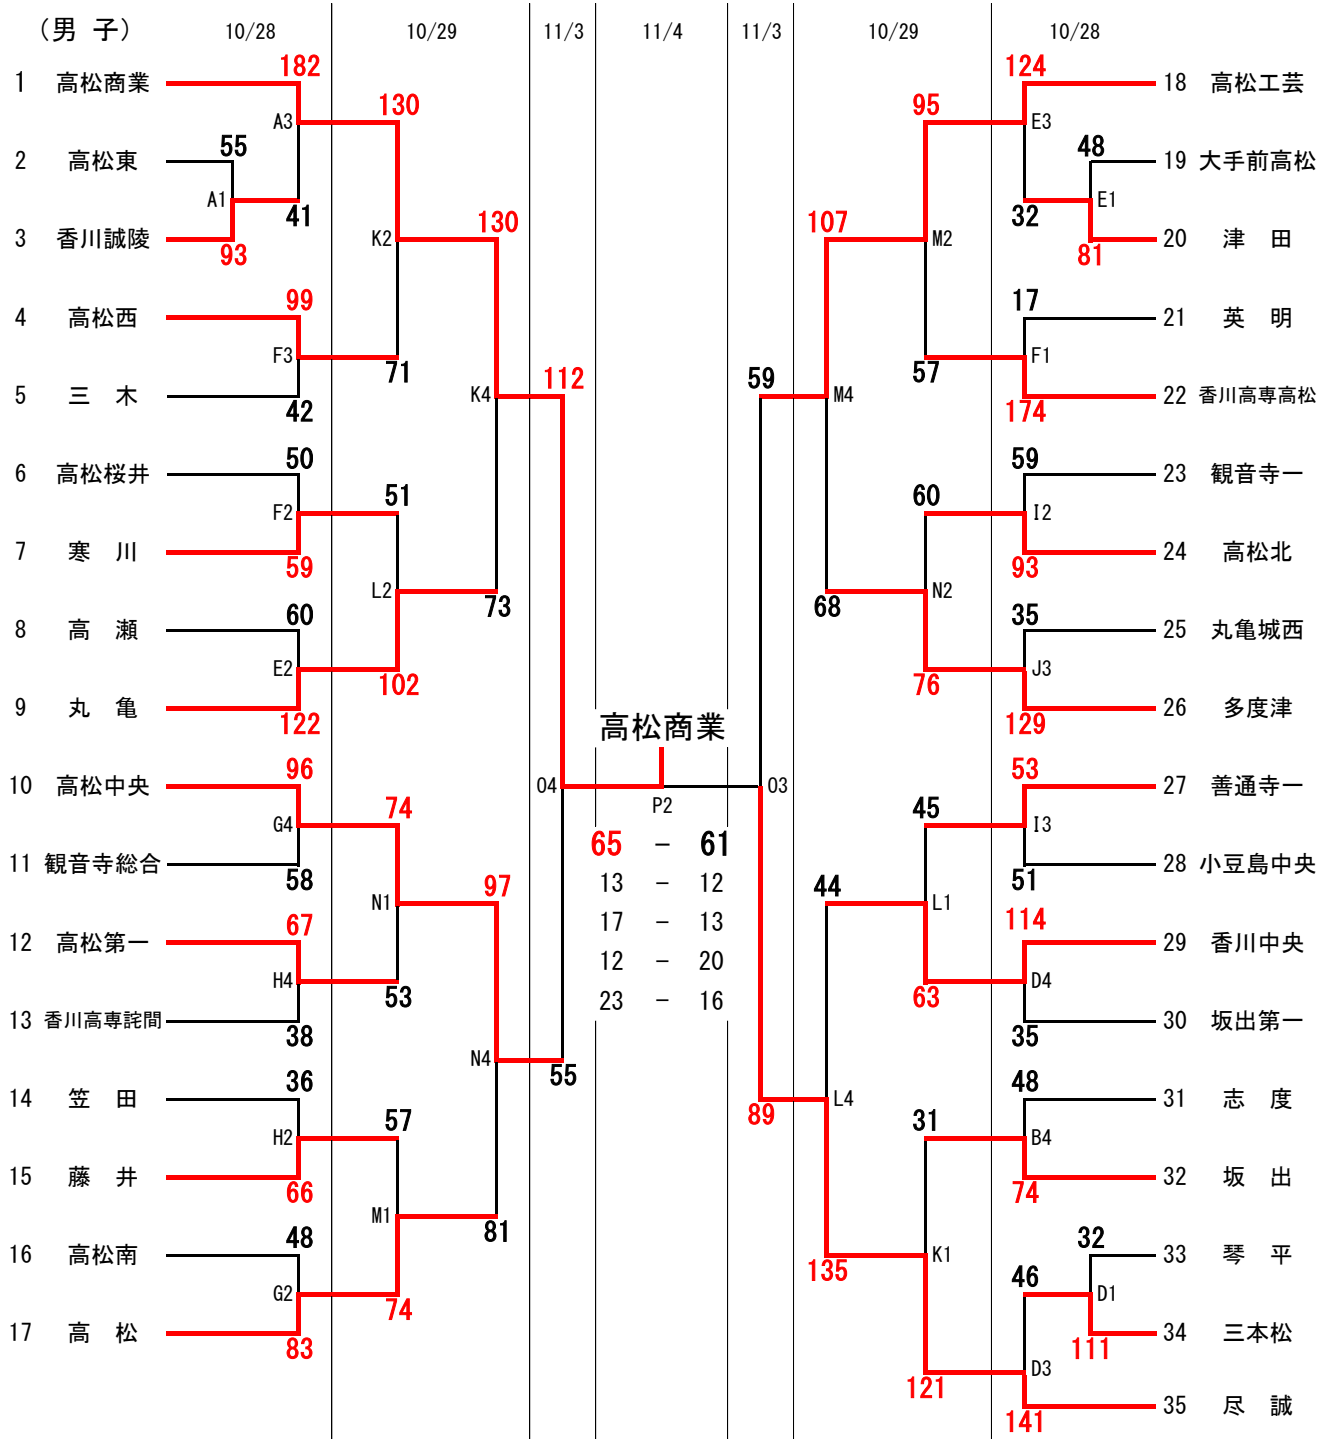 (男 子) 10/28 10/29 11/3 11/4 11/3 10/29 10/28
182 124
1 高松商業 18 高松工芸
130 95
A3 E3
55 48
2 高松東 19 大手前高松
A1 E1
41 130 107 32
3 香川誠陵 K2 M2 20 津 田
93 81
99 17
4 高松西 21 英 明
F3 F1
71 112 59 57
5 三 木 K4 M4 22 香川高専高松
42 174
50 59
6 高松桜井 23 観音寺一
51 60
F2 I2
7 寒 川 24 高松北
59 93
L2 N2
60 73 68 35
8 高 瀬 25 丸亀城西
E2 J3
102 76
9 丸 亀 26 多度津
122 高松商業 129
96 53
10 高松中央 O4 O3 27 善通寺一
74 P2 45
G4 I3
65 － 61
11 観音寺総合 28 小豆島中央
58 13 － 12 51
97 44
N1 L1
67 17 － 13 114
12 高松第一 29 香川中央
12 － 20
H4 D4
53 23 － 16 63
13 香川高専詫間 30 坂出第一
38 35
N4
55
36 48
14 笠 田 L4 31 志 度
89
57 31
H2 B4
15 藤 井 32 坂 出
66 74
M1
81
48 32
16 高松南 K1 33 琴 平
135 46
G2 D1
74
17 高 松 34 三本松
83 111
D3
121
35 尽 誠
141